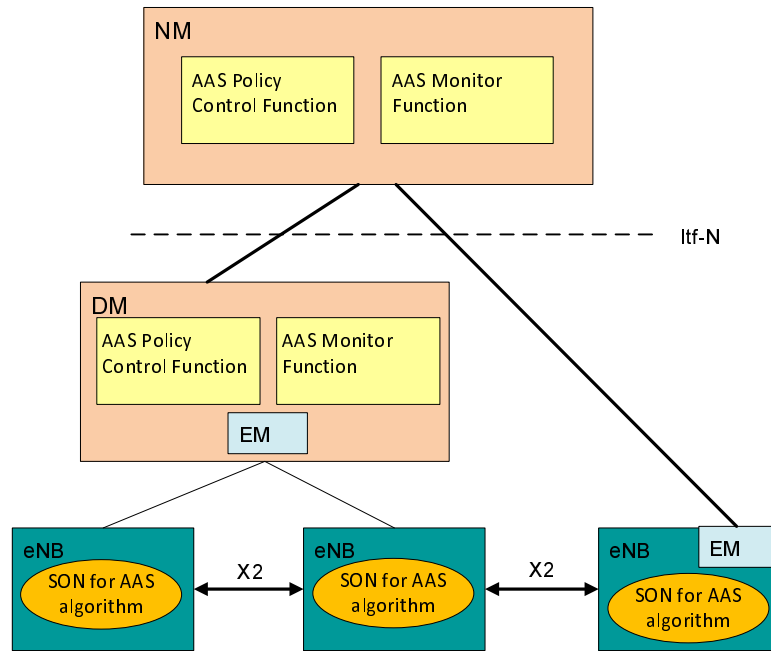 NM
AAS Policy
Control Function
AAS Monitor
Function
Itf-N
DM
AAS Policy
Control Function
AAS Monitor
Function
EM
eNB
SON for AAS
algorithm
X2
eNB
SON for AAS
algorithm
X2
eNB
EM
SON for AAS
algorithm